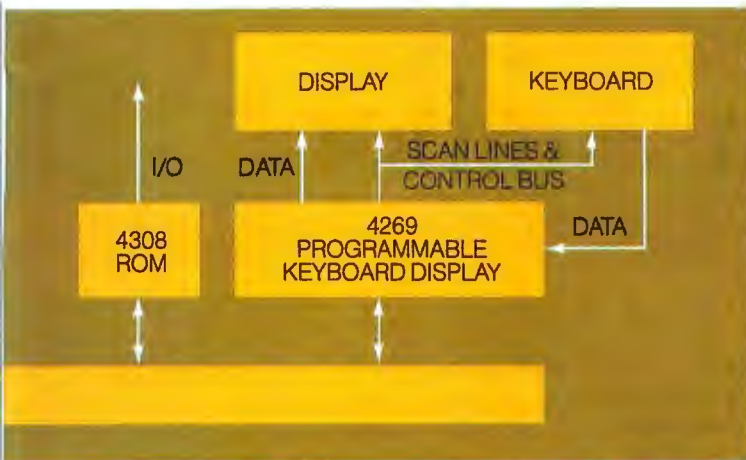 DISPLAY
KEYBOARD
I/O
DATA
SCAN LINES &
CONTROL BUS
4308
ROM
4269
PROGRAMMABLE
KEYBOARD DISPLAY
DATA